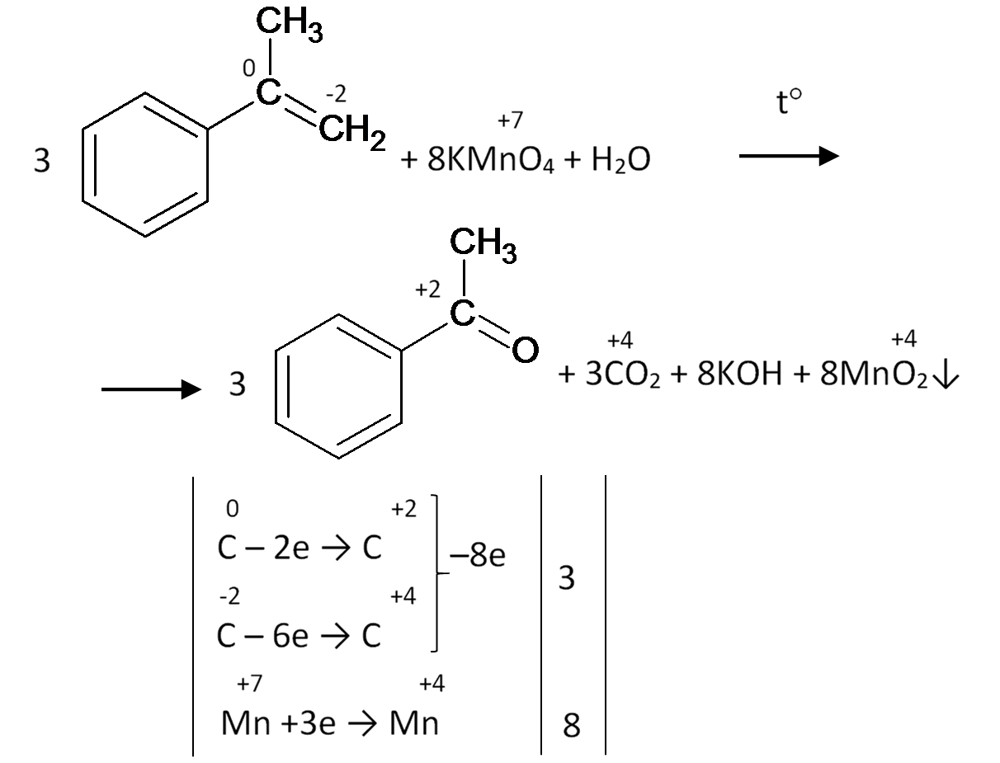 CH₃
0
C
-2
CH₂
+7
t°
3 + 8KMnO₄ + H₂O
CH₃
+2
C
O
+4 +4
3 + 3CO₂ + 8KOH + 8MnO₂↓
0 +2
C – 2e → C
–8e
3
-2 +4
C – 6e → C
+7 +4
Mn +3e → Mn 8